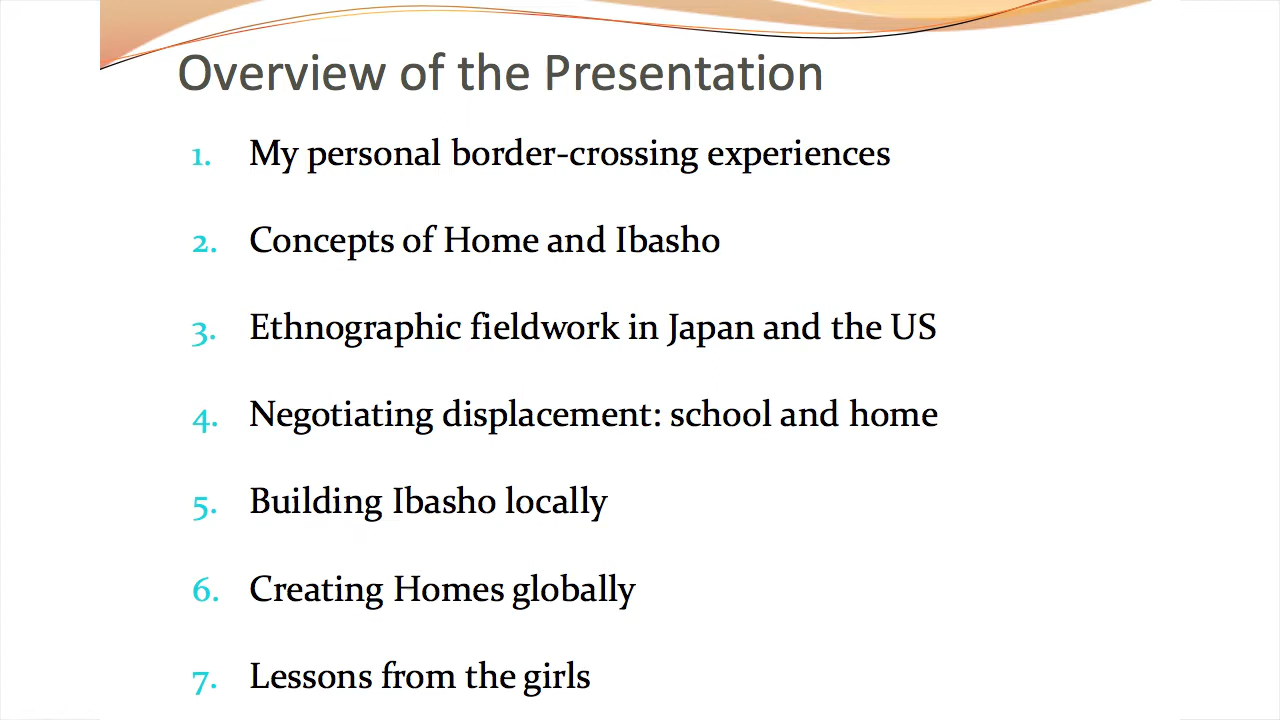 Overview of the Presentation
1. My personal border-crossing experiences
2. Concepts of Home and Ibasho
3. Ethnographic fieldwork in Japan and the US
4. Negotiating displacement: school and home
5. Building Ibasho locally
6. Creating Homes globally
7. Lessons from the girls